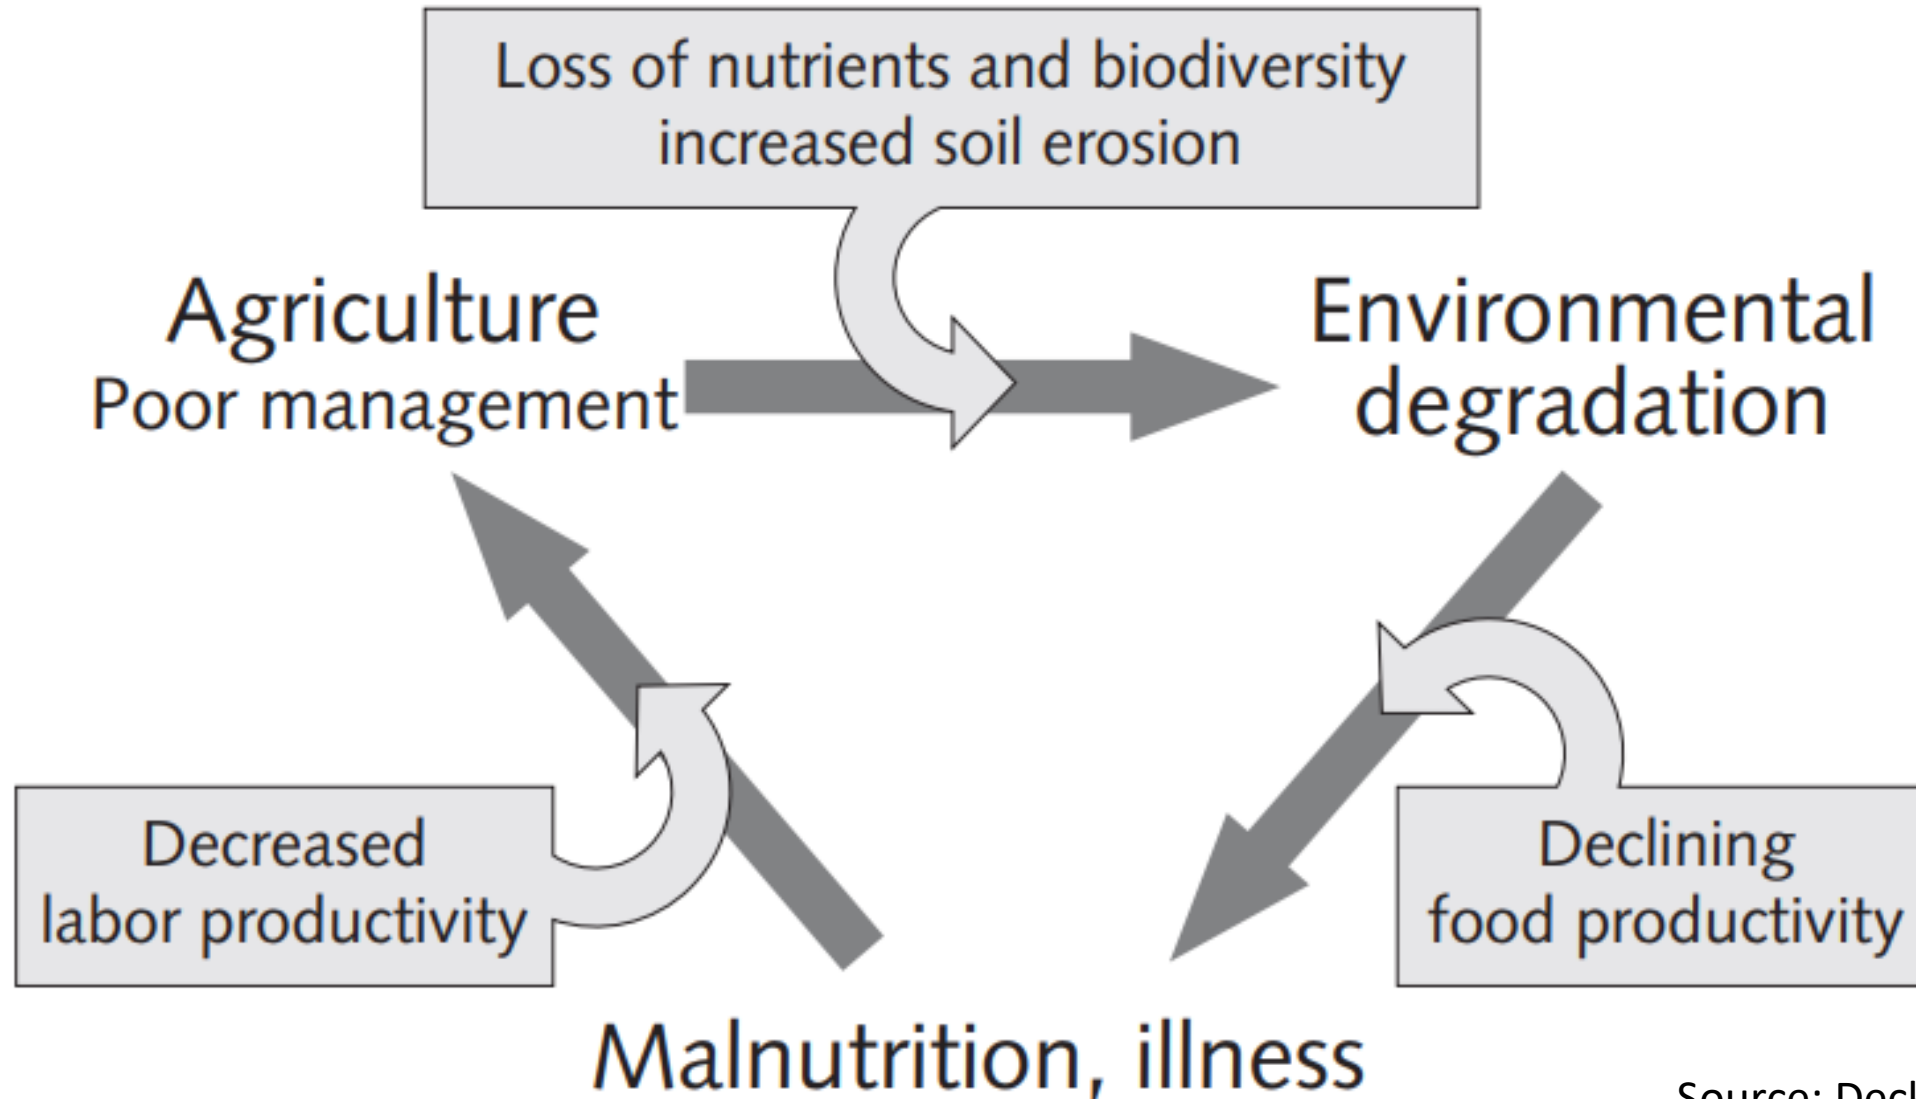 Loss of nutrients and biodiversity
increased soil erosion
Agriculture
Poor management
Environmental
degradation
Decreased
labor productivity
Declining
food productivity
Malnutrition, illness
Source: